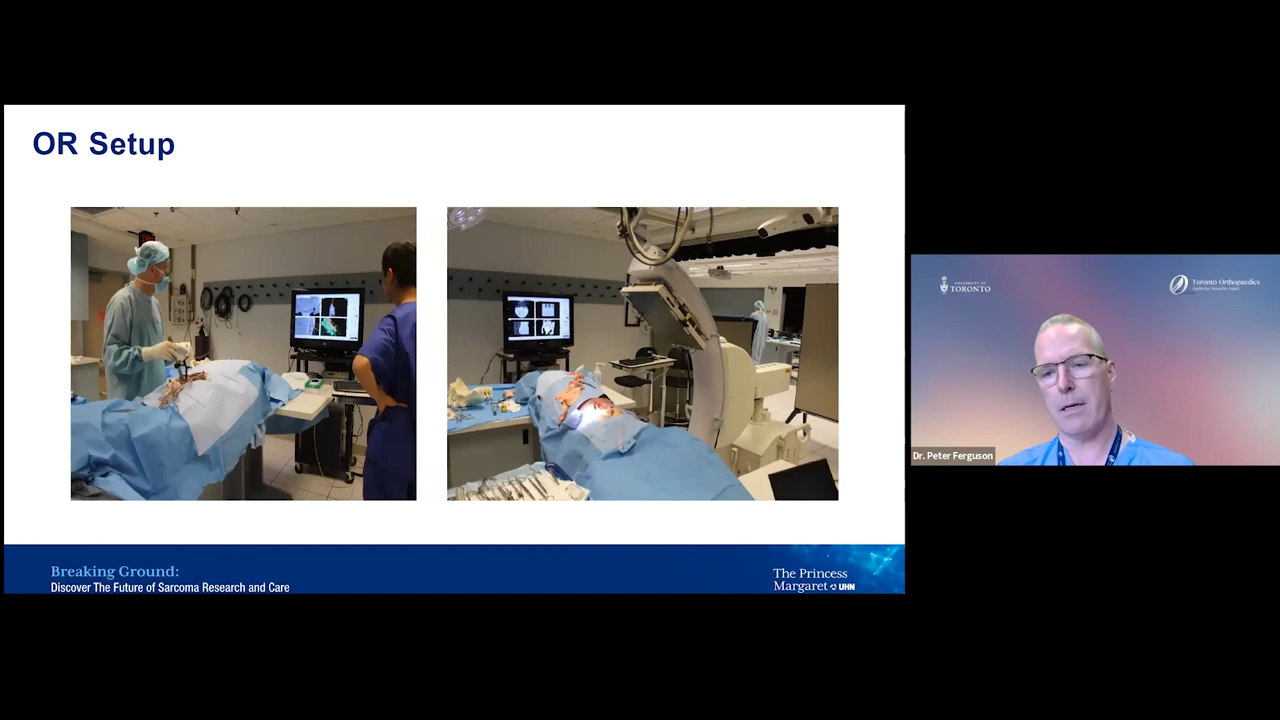 OR Setup
Breaking Ground:
Discover The Future of Sarcoma Research and Care
The Princess
Margaret UHN
UNIVERSITY OF
TORONTO
Toronto Orthopaedics
Dr. Peter Ferguson